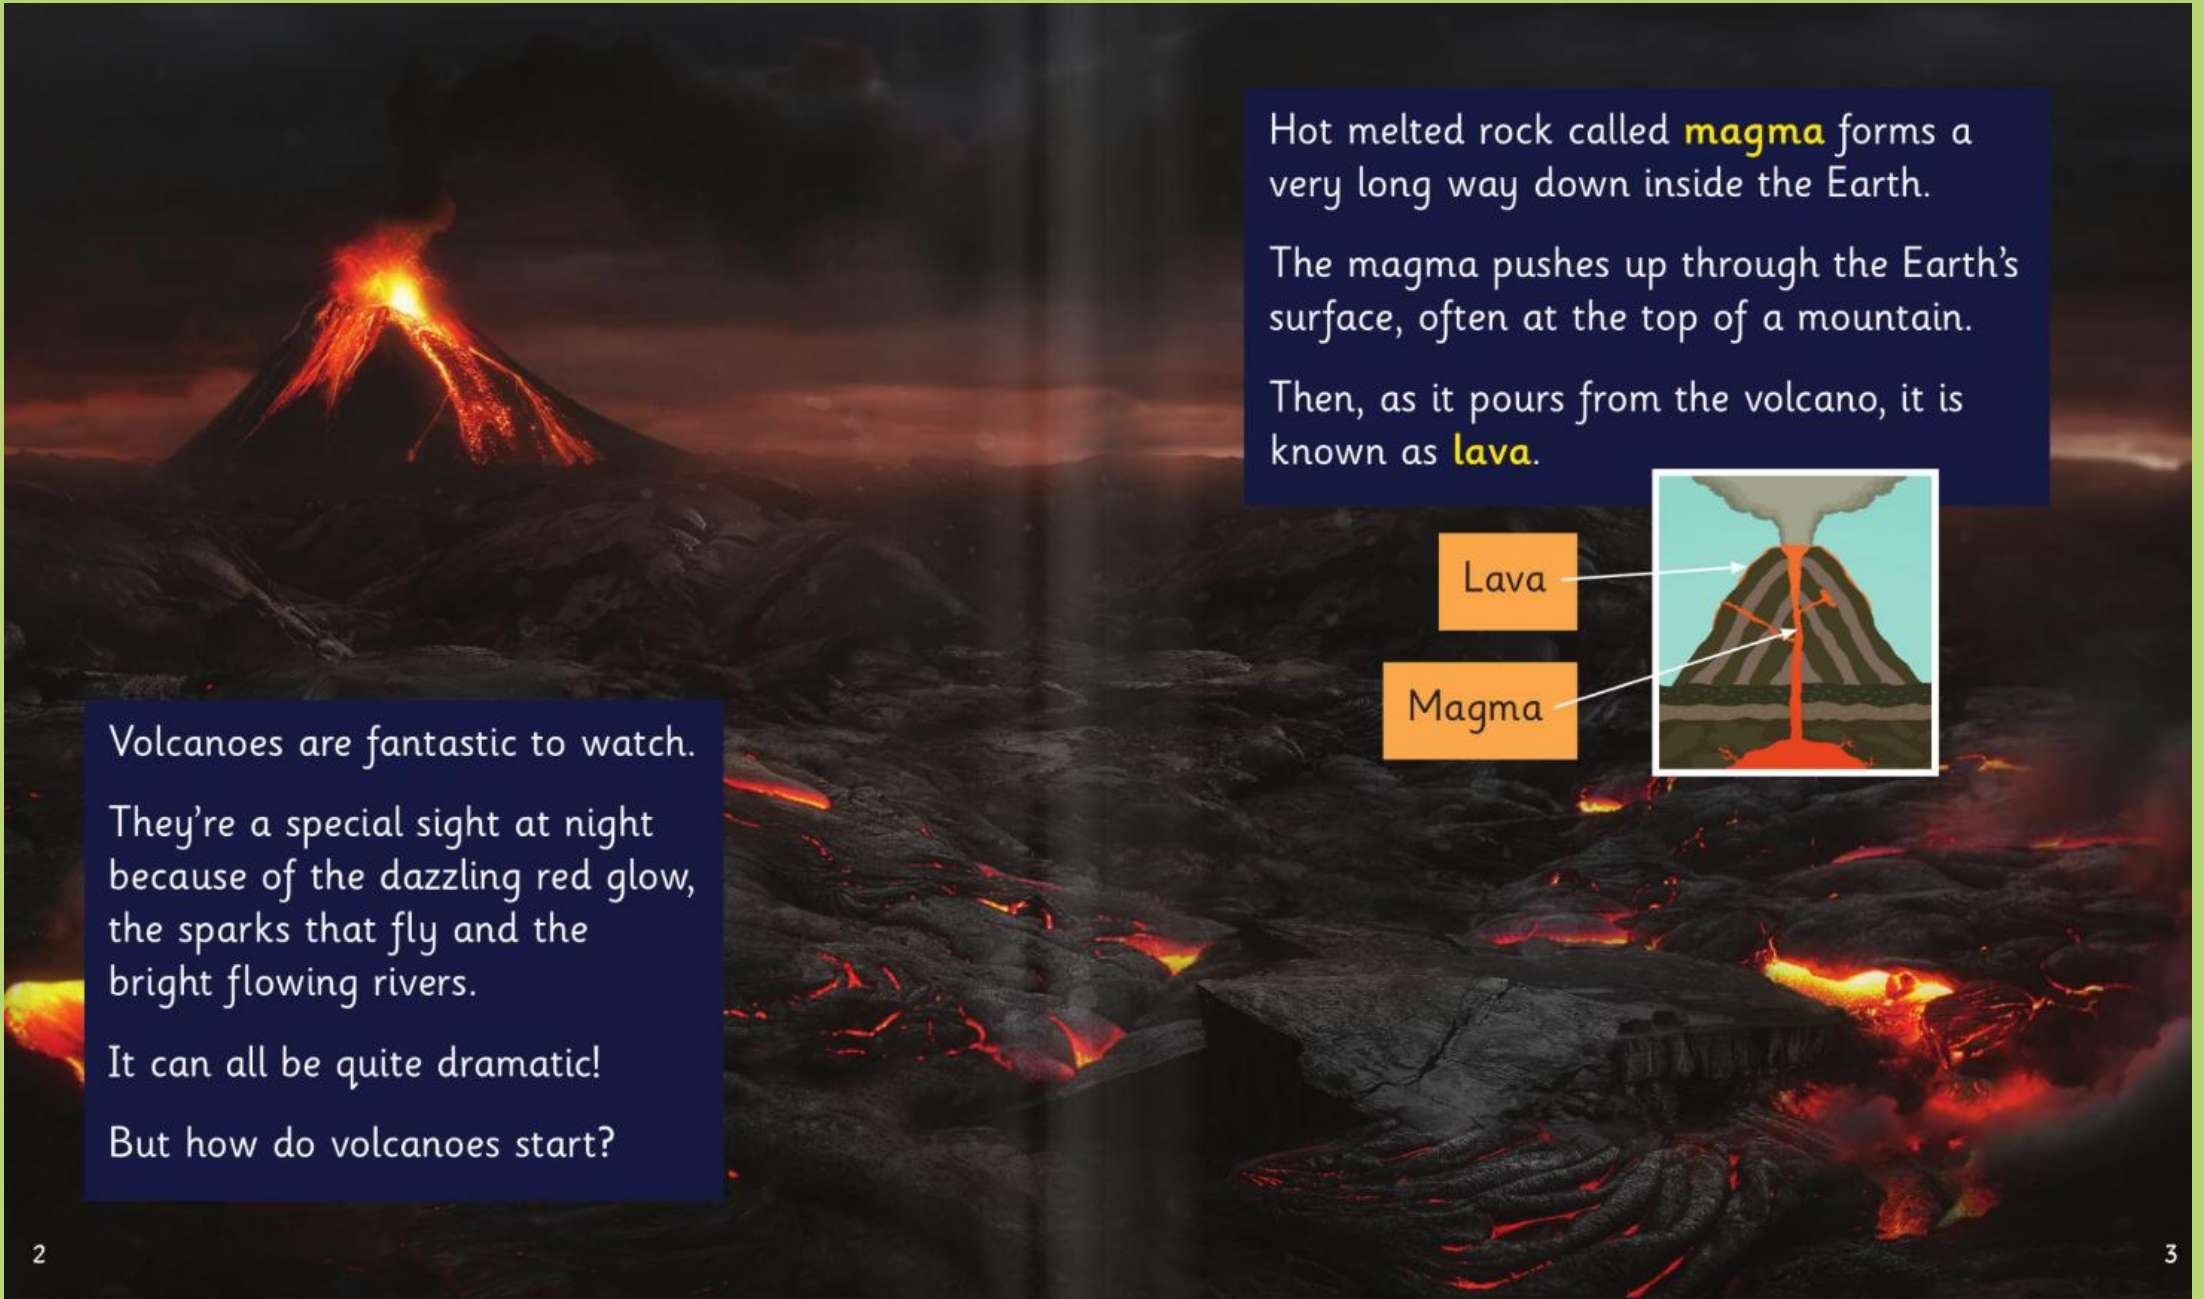 Volcanoes are fantastic to watch.
They're a special sight at night
because of the dazzling red glow,
the sparks that fly and the
bright flowing rivers.
It can all be quite dramatic!
But how do volcanoes start?
2
Hot melted rock called magma forms a
very long way down inside the Earth.
The magma pushes up through the Earth's
surface, often at the top of a mountain.
Then, as it pours from the volcano, it is
known as lava.
Lava
Magma
3